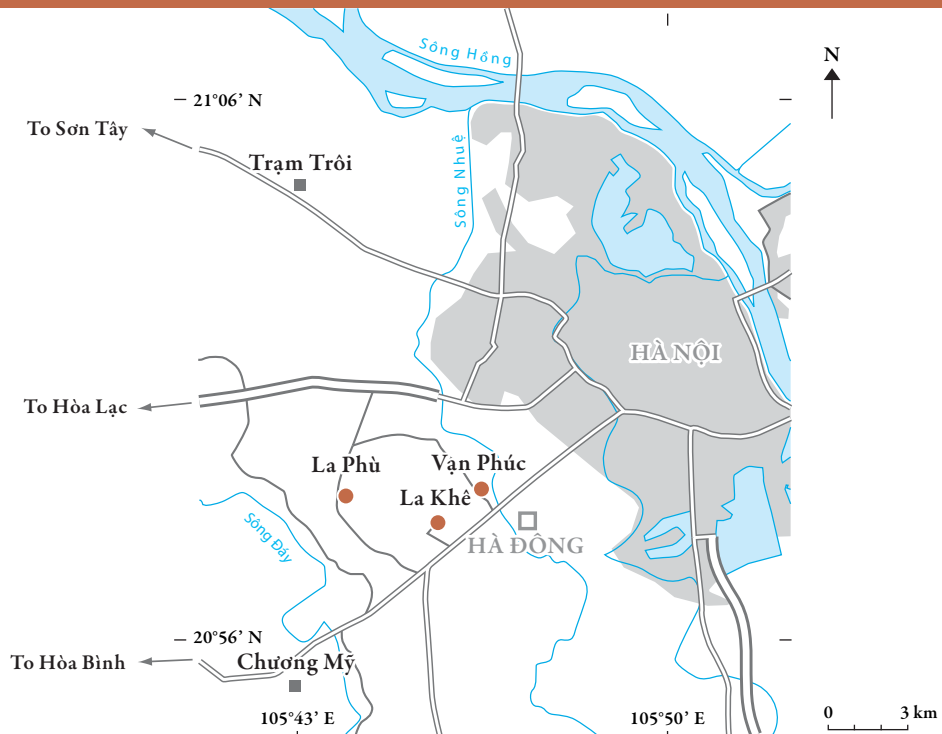 Sông Hồng
N
21°06’ N
To Sơn Tây
Sông Nhuệ
Trạm Trôi
HÀ NỘI
To Hòa Lạc
La Phù
Vạn Phúc
La Khê
Sông Đáy
HÀ ĐÔNG
20°56’ N
To Hòa Bình
Chương Mỹ
105°43’ E
105°50’ E
0
3 km